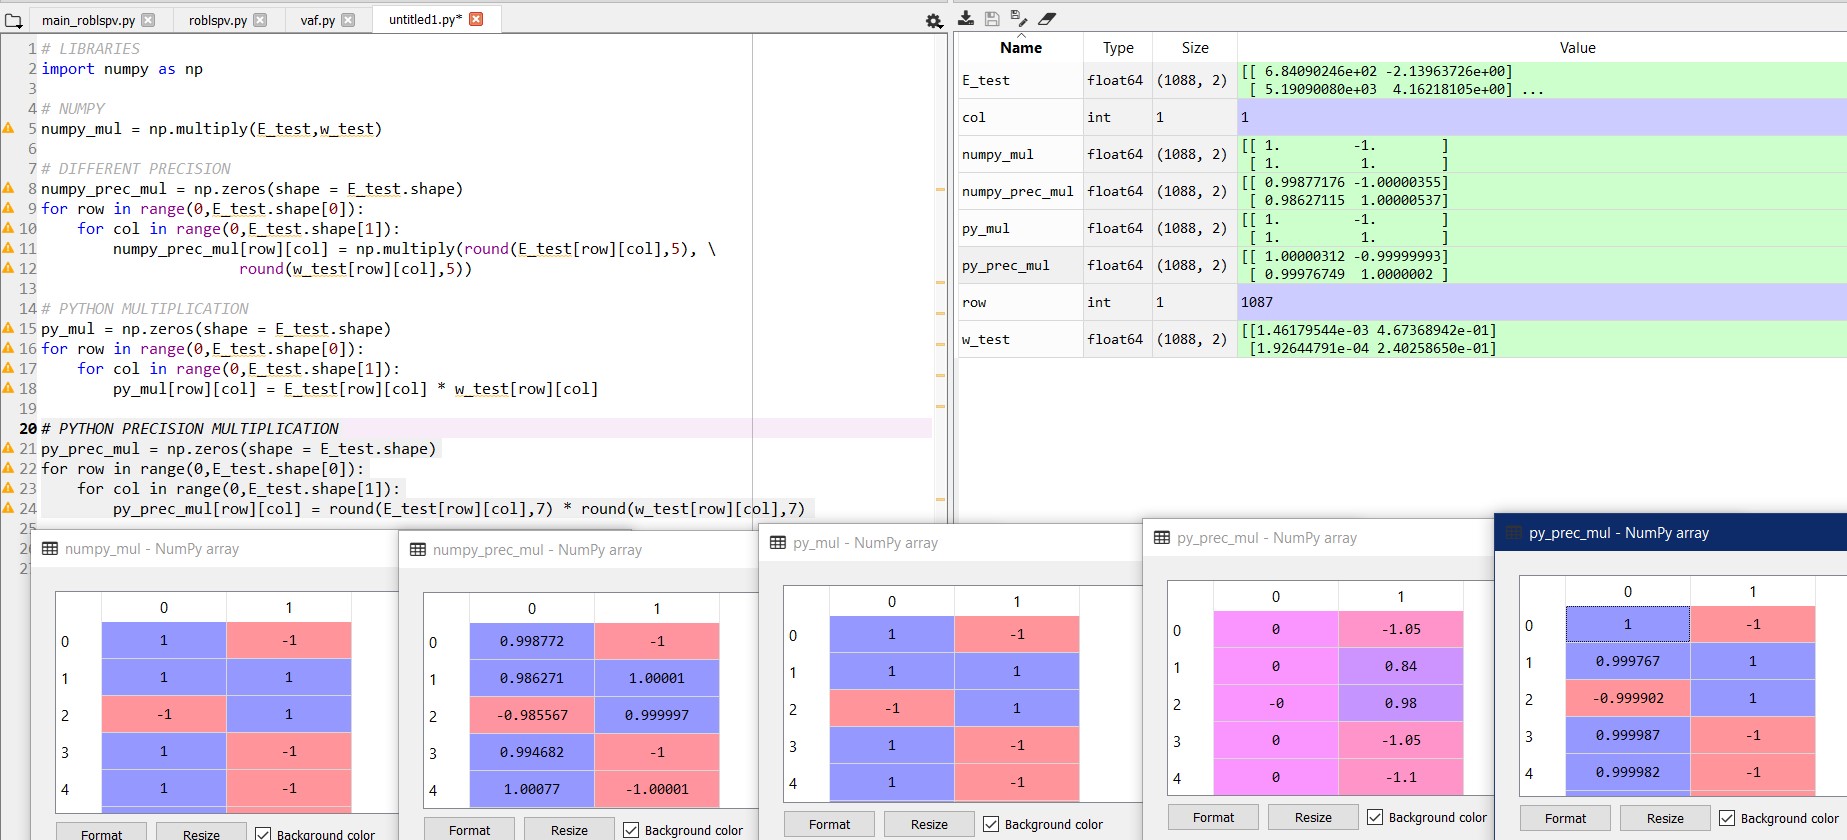 main_roblspv.py
roblspv.py
vaf.py
untitled1.py*
1 # LIBRARIES
2 import numpy as np
3
4 # NUMPY
5 numpy_mul = np.multiply(E_test,w_test)
6
7 # DIFFERENT PRECISION
8 numpy_prec_mul = np.zeros(shape = E_test.shape)
9 for row in range(0,E_test.shape[0]):
10     for col in range(0,E_test.shape[1]):
11         numpy_prec_mul[row][col] = np.multiply(round(E_test[row][col],5), \
12                       round(w_test[row][col],5))
13
14 # PYTHON MULTIPLICATION
15 py_mul = np.zeros(shape = E_test.shape)
16 for row in range(0,E_test.shape[0]):
17     for col in range(0,E_test.shape[1]):
18         py_mul[row][col] = E_test[row][col] * w_test[row][col]
19
20 # PYTHON PRECISION MULTIPLICATION
21 py_prec_mul = np.zeros(shape = E_test.shape)
22 for row in range(0,E_test.shape[0]):
23     for col in range(0,E_test.shape[1]):
24         py_prec_mul[row][col] = round(E_test[row][col],7) * round(w_test[row][col],7)
25
Name Type Size Value
E_test float64 (1088, 2) [[ 6.84090246e+02 -2.13963726e+00]
[ 5.19090080e+03  4.16218105e+00] ...
col int 1 1
numpy_mul float64 (1088, 2) [[ 1.         -1.        ]
[ 1.          1.        ]
numpy_prec_mul float64 (1088, 2) [[ 0.99877176 -1.00000355]
[ 0.98627115  1.00000537]
py_mul float64 (1088, 2) [[ 1.         -1.        ]
[ 1.          1.        ]
py_prec_mul float64 (1088, 2) [[ 1.00000312 -0.99999993]
[ 0.99976749  1.0000002 ]
row int 1 1087
w_test float64 (1088, 2) [[1.46179544e-03 4.67368942e-01]
[1.92644791e-04 2.40258650e-01]
numpy_mul - NumPy array
0 1
0 1 -1
1 1 1
2 -1 1
3 1 -1
4 1 -1
Format Resize Background color
numpy_prec_mul - NumPy array
0 1
0 0.998772 -1
1 0.986271 1.00001
2 -0.985567 0.999997
3 0.994682 -1
4 1.00077 -1.00001
Format Resize Background color
py_mul - NumPy array
0 1
0 1 -1
1 1 1
2 -1 1
3 1 -1
4 1 -1
Format Resize Background color
py_prec_mul - NumPy array
0 1
0 0 -1.05
1 0 0.84
2 -0 0.98
3 0 -1.05
4 0 -1.1
Format Resize Background color
py_prec_mul - NumPy array
0 1
0 1 -1
1 0.999767 1
2 -0.999902 1
3 0.999987 -1
4 0.999982 -1
Format Resize Background color